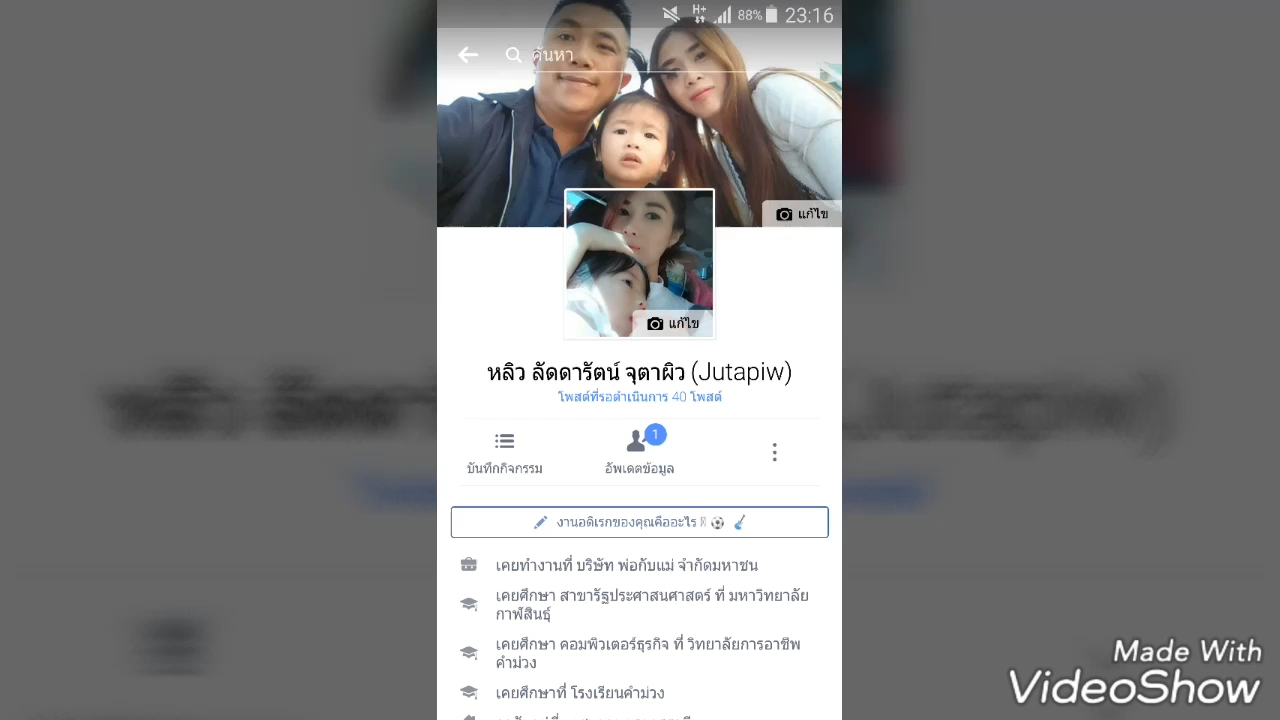 H+ 88% 23:16
ค้นหา
แก้ไข
แก้ไข
หลิว ลัดดารัตน์ จุตาผิว (Jutapiw)
โพสต์ที่รอดำเนินการ 40 โพสต์
1
บันทึกกิจกรรม
อัพเดตข้อมูล
งานอดิเรกของคุณคืออะไร
เคยทำงานที่ บริษัท พ่อกับแม่ จำกัดมหาชน
เคยศึกษา สาขารัฐประศาสนศาสตร์ ที่ มหาวิทยาลัย
กาฬสินธุ์
เคยศึกษา คอมพิวเตอร์ธุรกิจ ที่ วิทยาลัยการอาชีพ
คำม่วง
เคยศึกษาที่ โรงเรียนคำม่วง
Made With
VideoShow